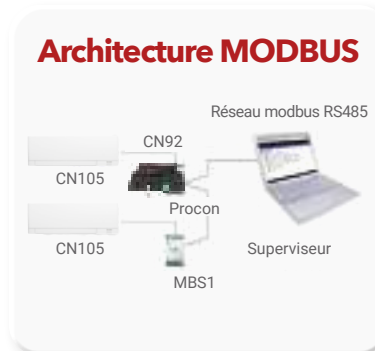 Architecture MODBUS
Réseau modbus RS485
CN92
CN105
Procon
CN105
Superviseur
MBS1